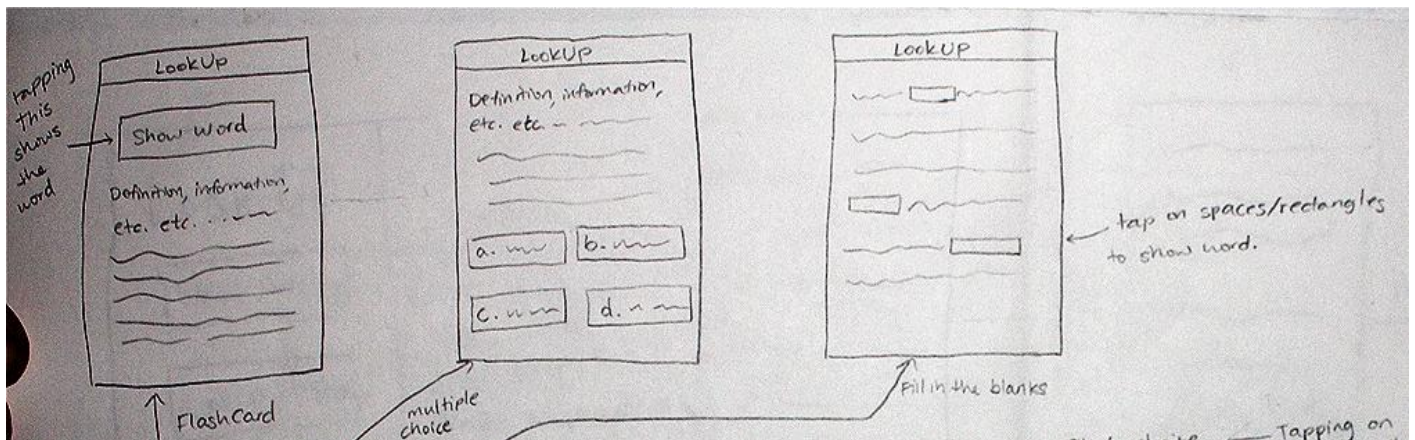 tapping
this
shows
the
word
LookUp
Show Word
Definition, information,
etc. etc. . .
FlashCard
LookUp
Definition, information,
etc. etc.
a.
b.
c.
d.
multiple
choice
LookUp
tap on spaces/rectangles
to show word.
Fill in the blanks
Tapping on